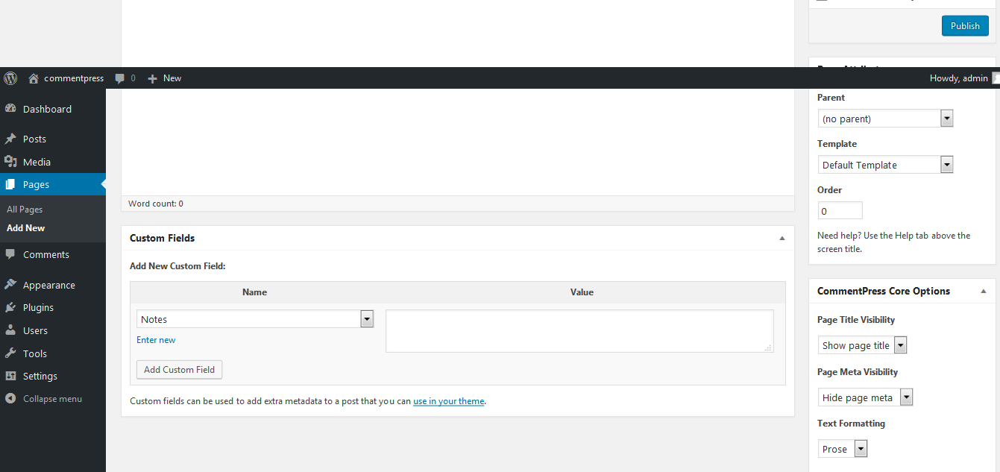 Publish
commentpress
0
New
Howdy, admin
Dashboard
Posts
Media
Pages
All Pages
Add New
Comments
Appearance
Plugins
Users
Tools
Settings
Collapse menu
Word count: 0
Custom Fields
Add New Custom Field:
Name Value
Notes
Enter new
Add Custom Field
Custom fields can be used to add extra metadata to a post that you can use in your theme.
Parent
(no parent)
Template
Default Template
Order
0
Need help? Use the Help tab above the
screen title.
CommentPress Core Options
Page Title Visibility
Show page title
Page Meta Visibility
Hide page meta
Text Formatting
Prose